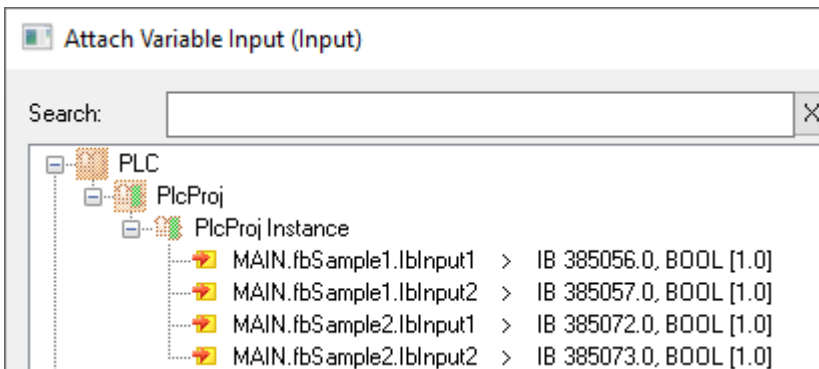 Attach Variable Input (Input)
Search:
X
PLC
PlcProj
PlcProj Instance
MAIN.fbSample1.IbInput1 > IB 385056.0, BOOL [1.0]
MAIN.fbSample1.IbInput2 > IB 385057.0, BOOL [1.0]
MAIN.fbSample2.IbInput1 > IB 385072.0, BOOL [1.0]
MAIN.fbSample2.IbInput2 > IB 385073.0, BOOL [1.0]